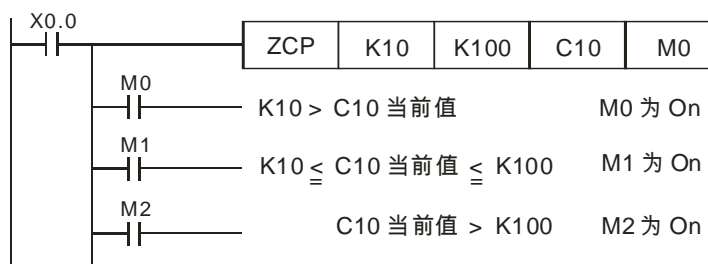 X0.0
ZCP K10 K100 C10 M0
M0
K10 > C10 当前值 M0 为 On
M1
K10 ≦ C10 当前值 ≦ K100 M1 为 On
M2
C10 当前值 > K100 M2 为 On